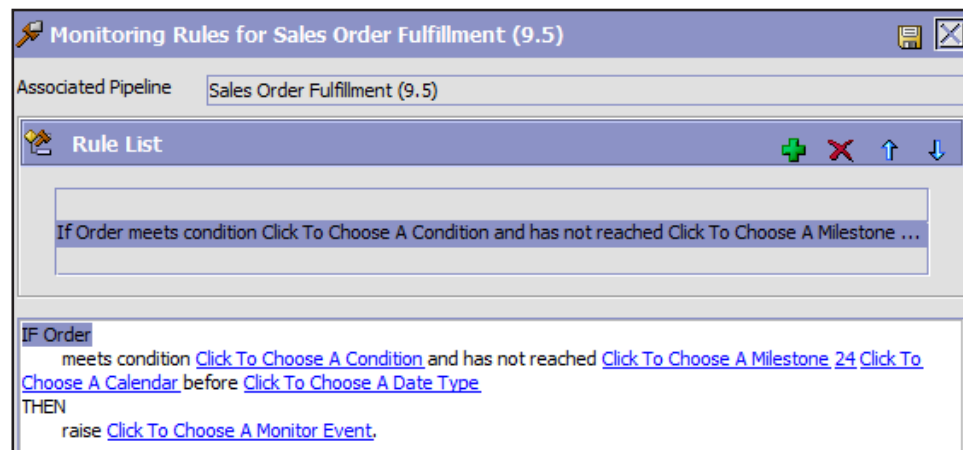 Monitoring Rules for Sales Order Fulfillment (9.5)
Associated Pipeline
Sales Order Fulfillment (9.5)
Rule List
If Order meets condition Click To Choose A Condition and has not reached Click To Choose A Milestone ...
IF Order
meets condition Click To Choose A Condition and has not reached Click To Choose A Milestone 24 Click To
Choose A Calendar before Click To Choose A Date Type
THEN
raise Click To Choose A Monitor Event.